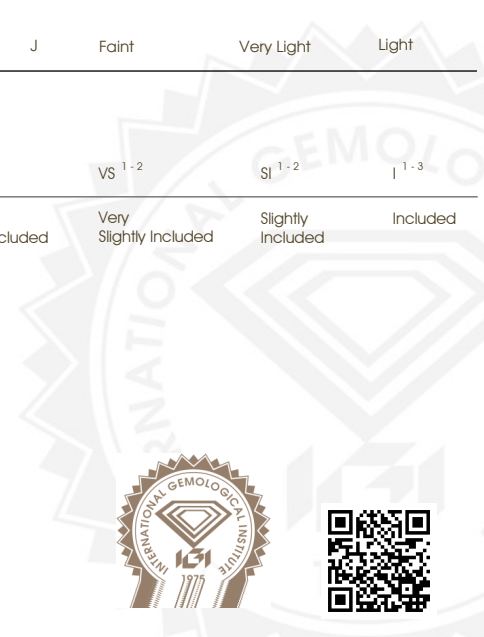 J Faint Very Light Light
VS 1 - 2 SI 1 - 2 I 1 - 3
Very Slightly Included
cluded Slightly Included Included
INTERNATIONAL GEMOLOGICAL INSTITUTE
IGI
1975